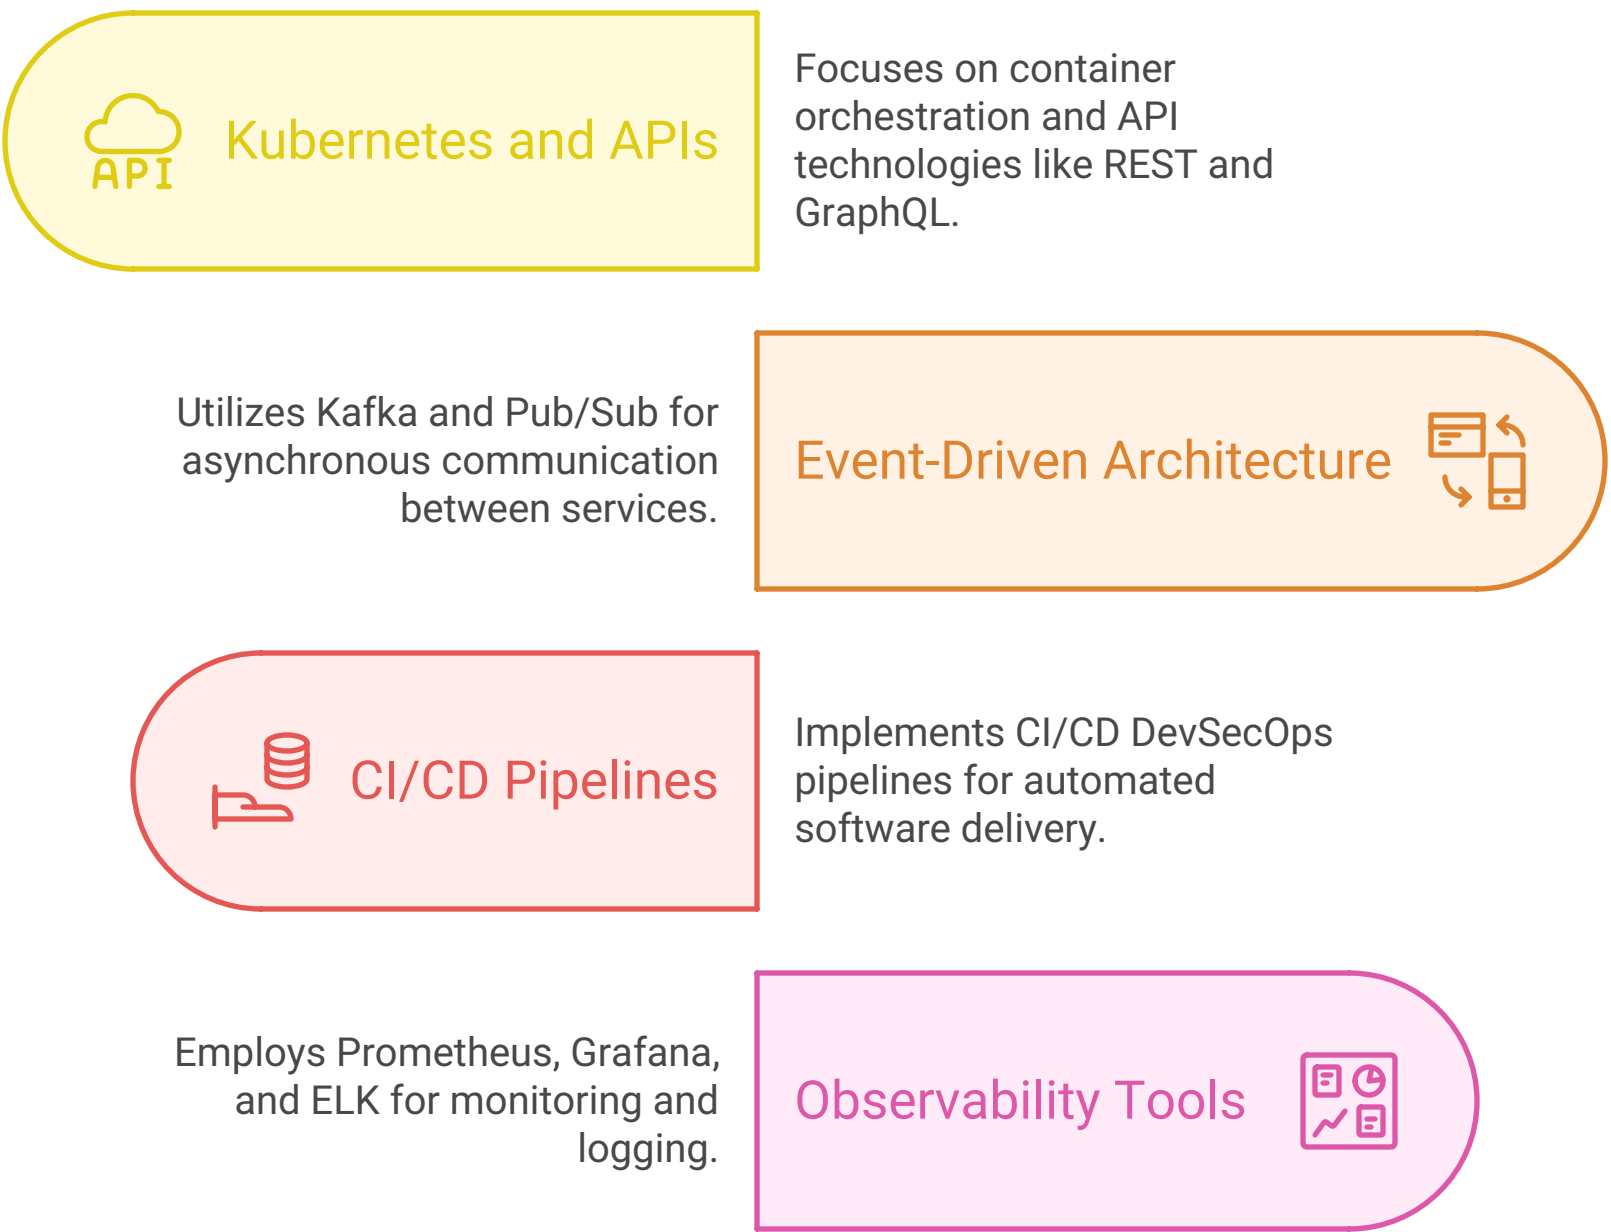 API
Kubernetes and APIs
Focuses on container
orchestration and API
technologies like REST and
GraphQL.
Utilizes Kafka and Pub/Sub for
asynchronous communication
between services.
Event-Driven Architecture
CI/CD Pipelines
Implements CI/CD DevSecOps
pipelines for automated
software delivery.
Employs Prometheus, Grafana,
and ELK for monitoring and
logging.
Observability Tools